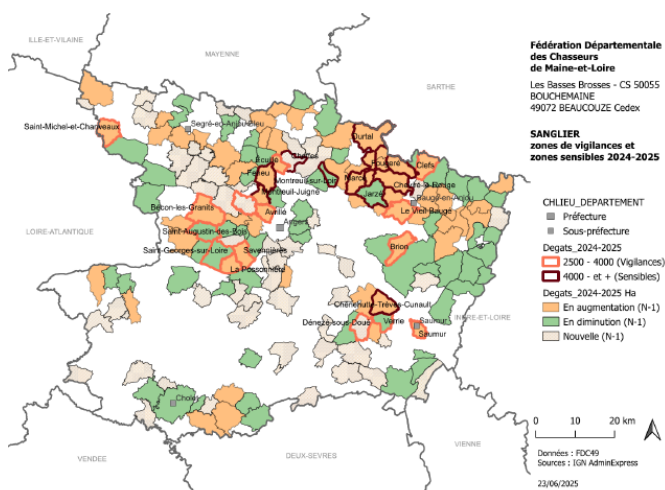 ILLE-ET-VILAINE
MAYENNE
SARTHE
LOIRE-ATLANTIQUE
INDRE-ET-LOIRE
VENDEE
DEUX-SEVRES
VIENNE
Saint-Michel-et-Chanveaux
Segré-en-Anjou-Bleu
Durtal
Feneu
Montreuil-sur-Loir
Montreuil-Juigné
Marcé
Fougeré
Clefs
Jarzé
Baugé-en-Anjou
Le Vieil-Baugé
Bécon-les-Granits
Avrillé
Angers
Saint-Augustin-des-Bois
Saint-Georges-sur-Loire
Savennières
La Possonnière
Brion
Chênehutte-Trèves-Cunault
Dénezé-sous-Doué
Verrie
Saumur
Saumur
Cholet
Fédération Départementale
des Chasseurs
de Maine-et-Loire
Les Basses Brosses - CS 50055
BOUCHEMAINE
49072 BEAUCOUZE Cedex
SANGLIER
zones de vigilances et
zones sensibles 2024-2025
CHLIEU_DEPARTEMENT
Préfecture
Sous-préfecture
Degats_2024-2025
2500 - 4000 (Vigilances)
4000 - et + (Sensibles)
Degats_2024-2025 Ha
En augmentation (N-1)
En diminution (N-1)
Nouvelle (N-1)
0 10 20 km
Données : FDC49
Sources : IGN AdminExpress
23/06/2025